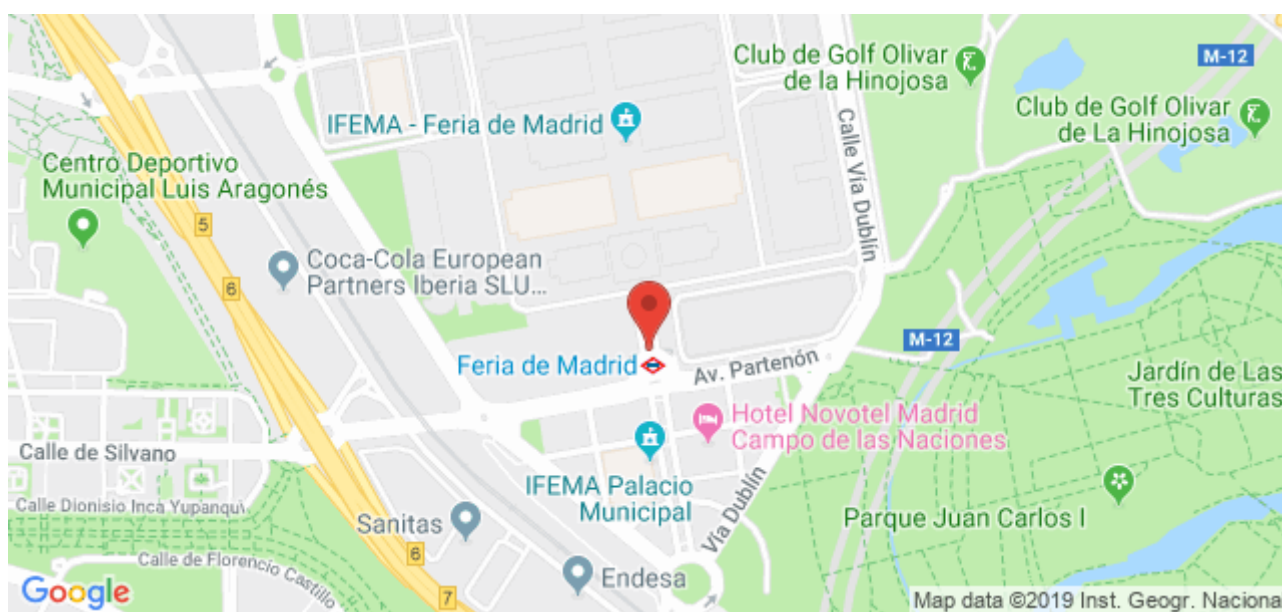 Club de Golf Olivar
de la Hinojosa
M-12
Club de Golf Olivar
de La Hinojosa
IFEMA - Feria de Madrid
Calle Vía Dublín
Centro Deportivo
Municipal Luis Aragonés
5
6
Coca-Cola European
Partners Iberia SLU...
M-12
Feria de Madrid
Av. Partenón
Jardín de Las
Tres Culturas
Hotel Novotel Madrid
Campo de las Naciones
Calle de Silvano
IFEMA Palacio
Municipal
Calle Dionisio Inca Yupanqui
Sanitas
Vía Dublín
Parque Juan Carlos I
6
Calle de Florencio Castillo
Endesa
7
Google
Map data ©2019 Inst. Geogr. Naciona